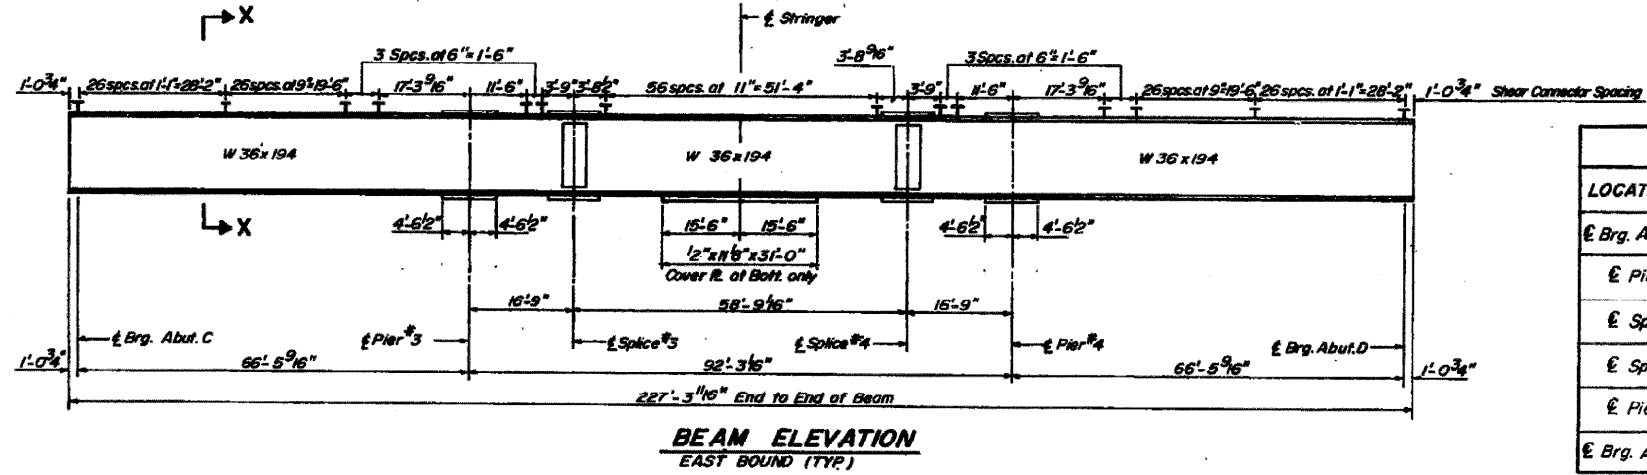 X
℄ Stringer
3 Spcs. at 6"=1'-6"
3'-8 9/16"
3 Spcs. at 6"=1'-6"
1'-0 3/4" 26 spcs. at 1'-1"=28'-2" 26 spcs. at 9"=19'-6" 17'-3 9/16" 11'-6" 3'-9" 3'-8 1/2" 56 spcs. at 11"=51'-4" 3'-9" 11'-6" 17'-3 9/16" 26 spcs. at 9"=19'-6" 26 spcs. at 1'-1"=28'-2" 1'-0 3/4" Shear Connector Spacing
W 36x194 W 36x194 W 36x194
LOCAT
℄ Brg. A
℄ Pi
℄ Sp
℄ Sp
℄ Pie
℄ Brg. A
X
4'-6 1/2" 4'-6 1/2" 15'-6" 15'-6" 4'-6 1/2" 4'-6 1/2"
1/2"x11 1/8"x31'-0"
Cover ℄ at Bott. only
16'-9" 58'-9 1/16" 16'-9"
℄ Brg. Abut. C ℄ Pier #3 ℄ Splice #3 ℄ Splice #4 ℄ Pier #4 ℄ Brg. Abut. D
1'-0 3/4" 66'-5 9/16" 92'-3 1/16" 66'-5 9/16" 1'-0 3/4"
227'-3 11/16" End to End of Beam
BEAM ELEVATION
EAST BOUND (TYP.)